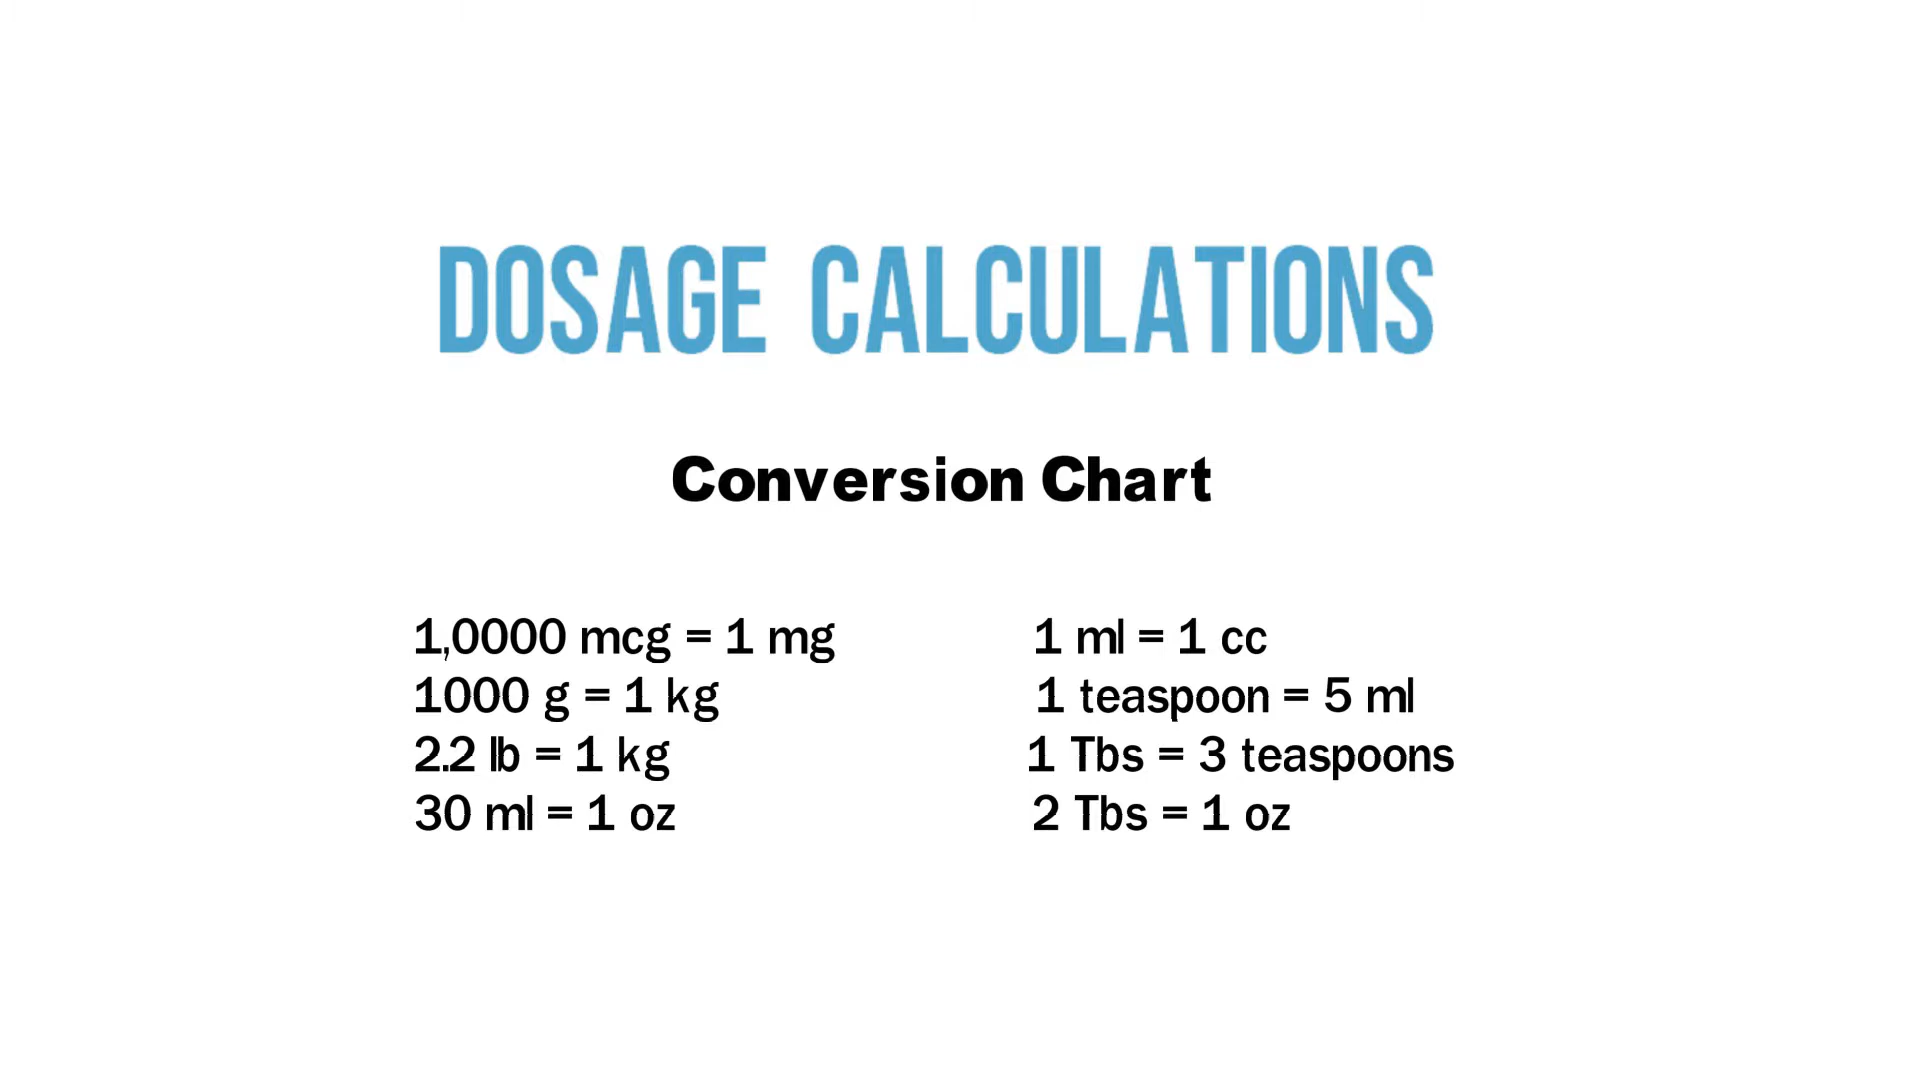 DOSAGE CALCULATIONS
Conversion Chart
1,0000 mcg = 1 mg
1000 g = 1 kg
2.2 lb = 1 kg
30 ml = 1 oz
1 ml = 1 cc
1 teaspoon = 5 ml
1 Tbs = 3 teaspoons
2 Tbs = 1 oz